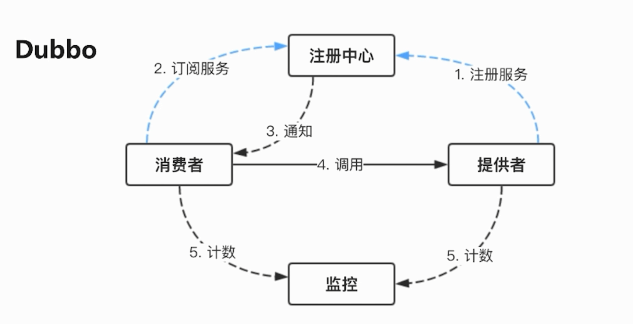 Dubbo
注册中心
2. 订阅服务
1. 注册服务
3. 通知
消费者
4. 调用
提供者
5. 计数
5. 计数
监控